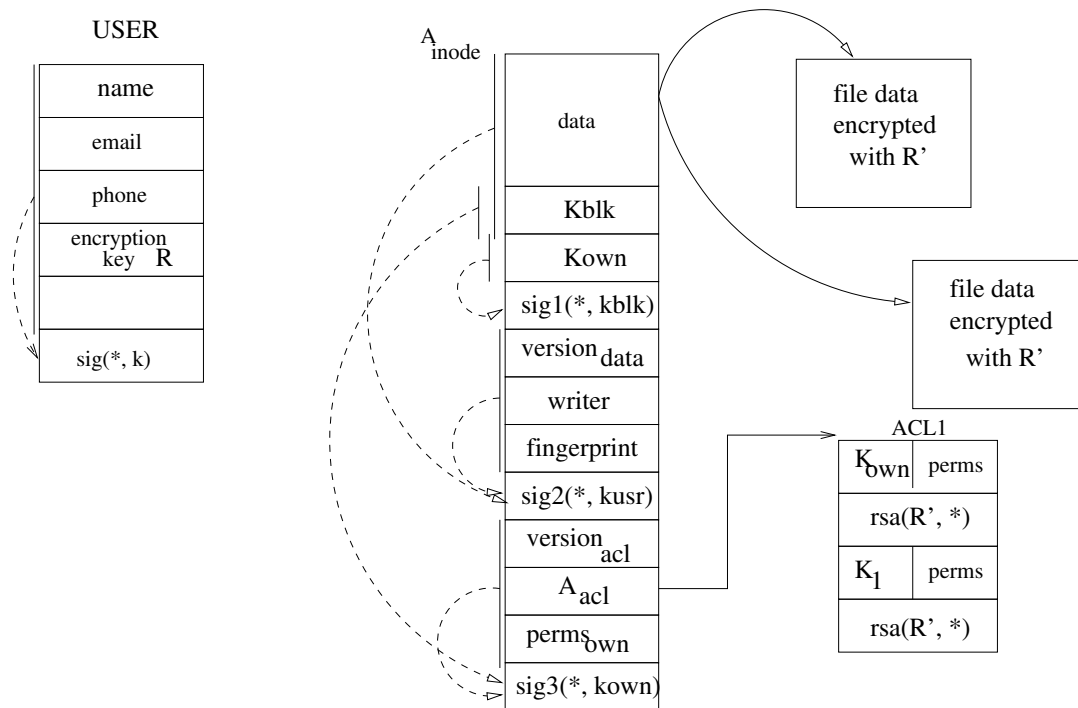 USER
name
email
phone
encryption
key R
sig(*, k)
A inode
data
Kblk
Kown
sig1(*, kblk)
version data
writer
fingerprint
sig2(*, kusr)
version acl
A acl
perms own
sig3(*, kown)
file data
encrypted
with R'
file data
encrypted
with R'
ACL1
K own perms
rsa(R', *)
K 1 perms
rsa(R', *)